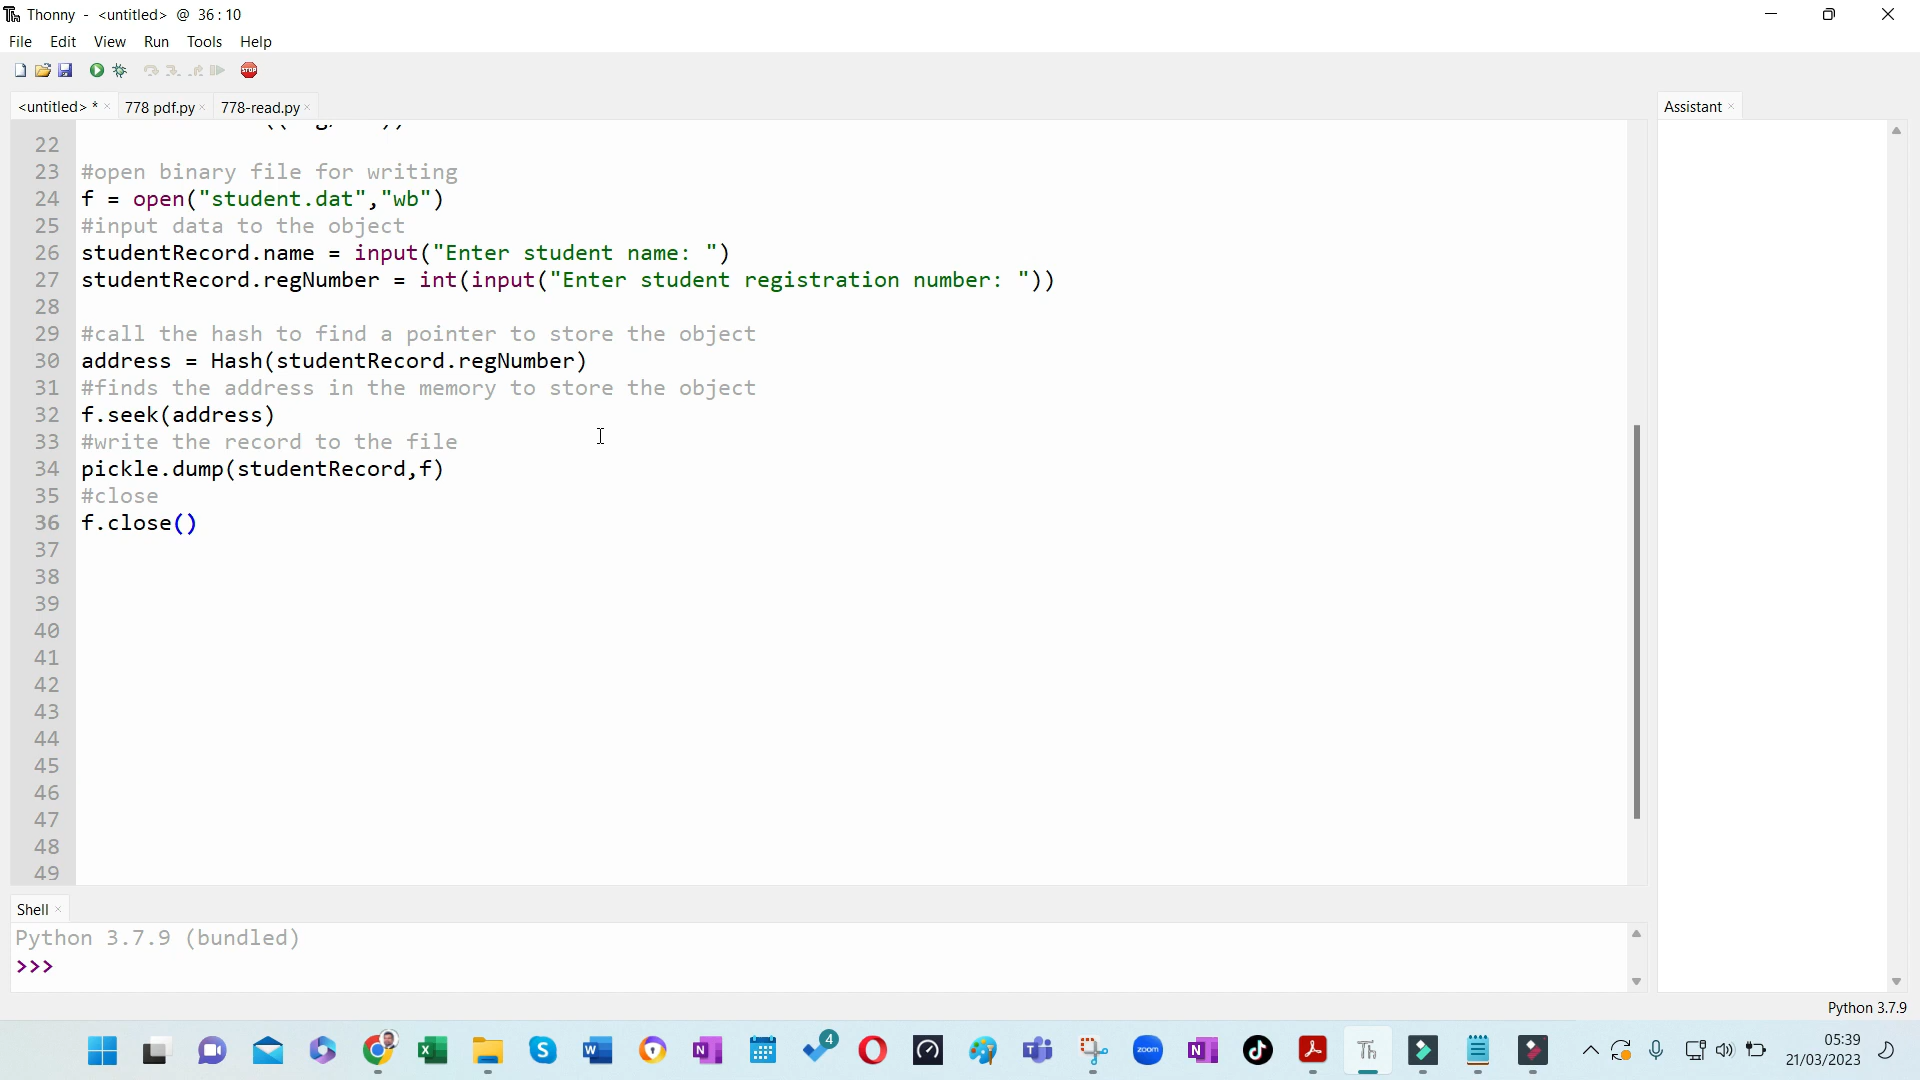 Thonny - <untitled> @ 36 : 10
File Edit View Run Tools Help
STOP
<untitled> * × 778 pdf.py × 778-read.py × Assistant ×
22
23 #open binary file for writing
24 f = open("student.dat","wb")
25 #input data to the object
26 studentRecord.name = input("Enter student name: ")
27 studentRecord.regNumber = int(input("Enter student registration number: "))
28
29 #call the hash to find a pointer to store the object
30 address = Hash(studentRecord.regNumber)
31 #finds the address in the memory to store the object
32 f.seek(address)
33 #write the record to the file
34 pickle.dump(studentRecord,f)
35 #close
36 f.close()
37
38
39
40
41
42
43
44
45
46
47
48
49
Shell ×
Python 3.7.9 (bundled)
>>>
Python 3.7.9
4
zoom
Th
05:39
21/03/2023